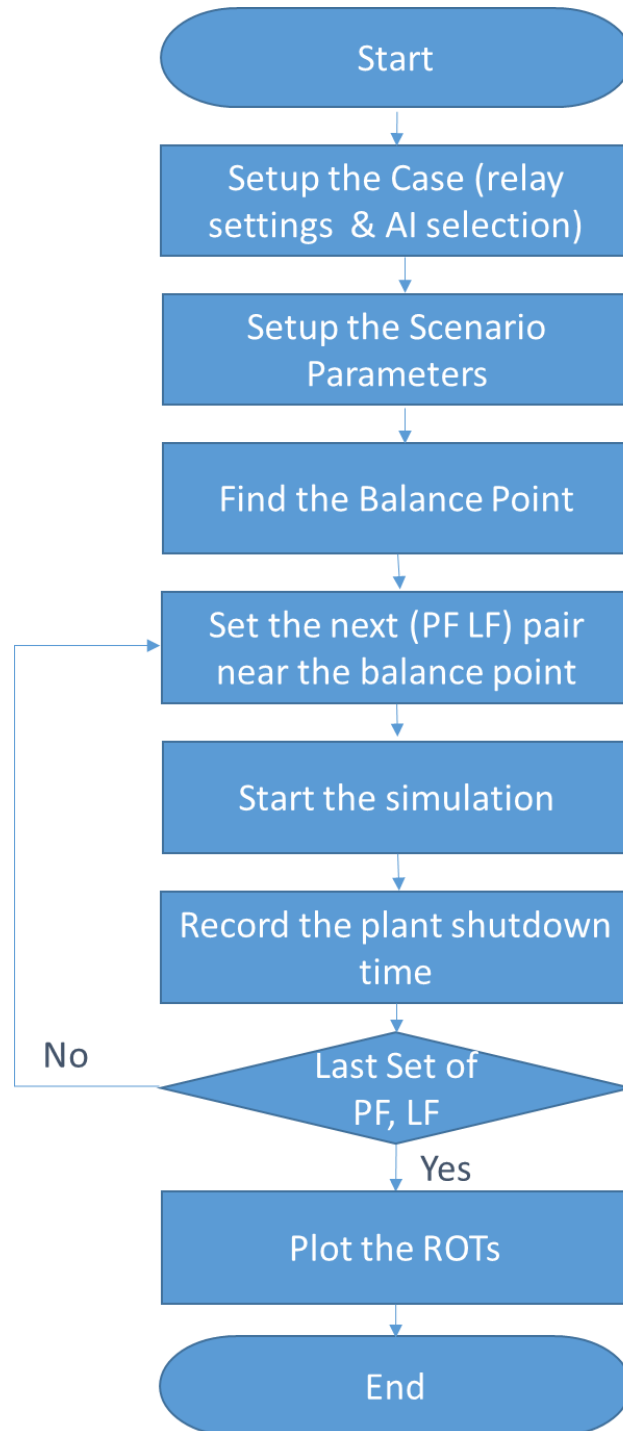 Start
Setup the Case (relay
settings & AI selection)
Setup the Scenario
Parameters
Find the Balance Point
Set the next (PF LF) pair
near the balance point
Start the simulation
Record the plant shutdown
time
No
Last Set of
PF, LF
Yes
Plot the ROTs
End